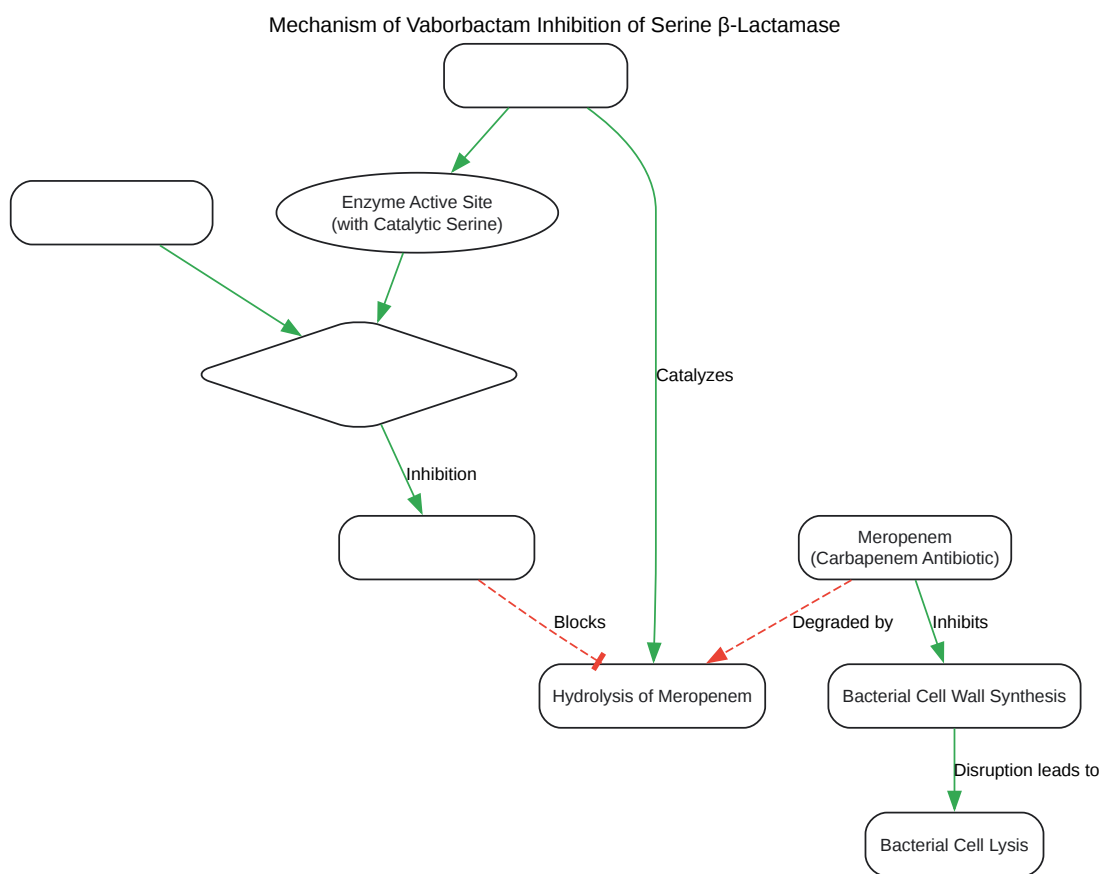 Mechanism of Vaborbactam Inhibition of Serine β-Lactamase
Enzyme Active Site
(with Catalytic Serine)
Catalyzes
Inhibition
Meropenem
(Carbapenem Antibiotic)
Blocks
Degraded by
Inhibits
Hydrolysis of Meropenem
Bacterial Cell Wall Synthesis
Disruption leads to
Bacterial Cell Lysis